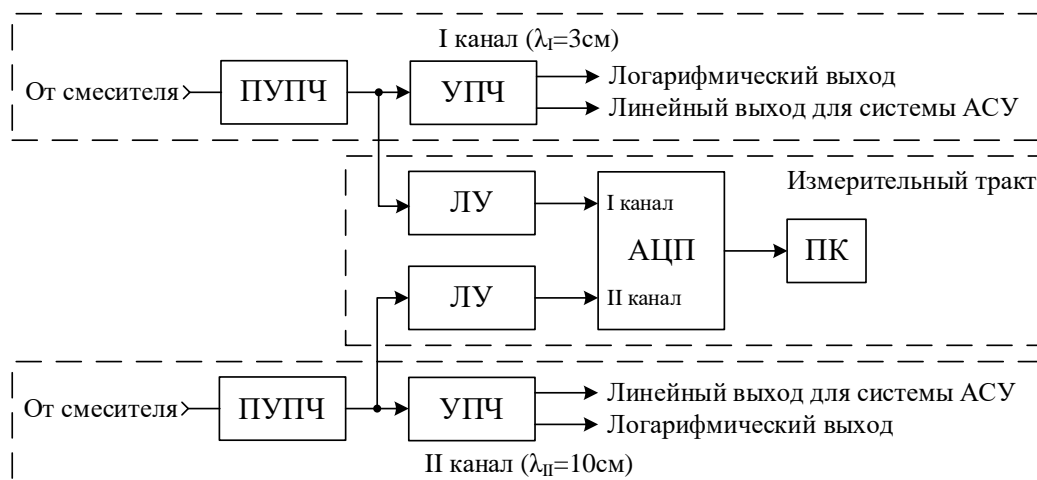 I канал (λI=3см)
От смесителя
ПУПЧ
УПЧ
Логарифмический выход
Линейный выход для системы АСУ
Измерительный тракт
ЛУ
I канал
АЦП
ПК
ЛУ
II канал
От смесителя
ПУПЧ
УПЧ
Линейный выход для системы АСУ
Логарифмический выход
II канал (λII=10см)